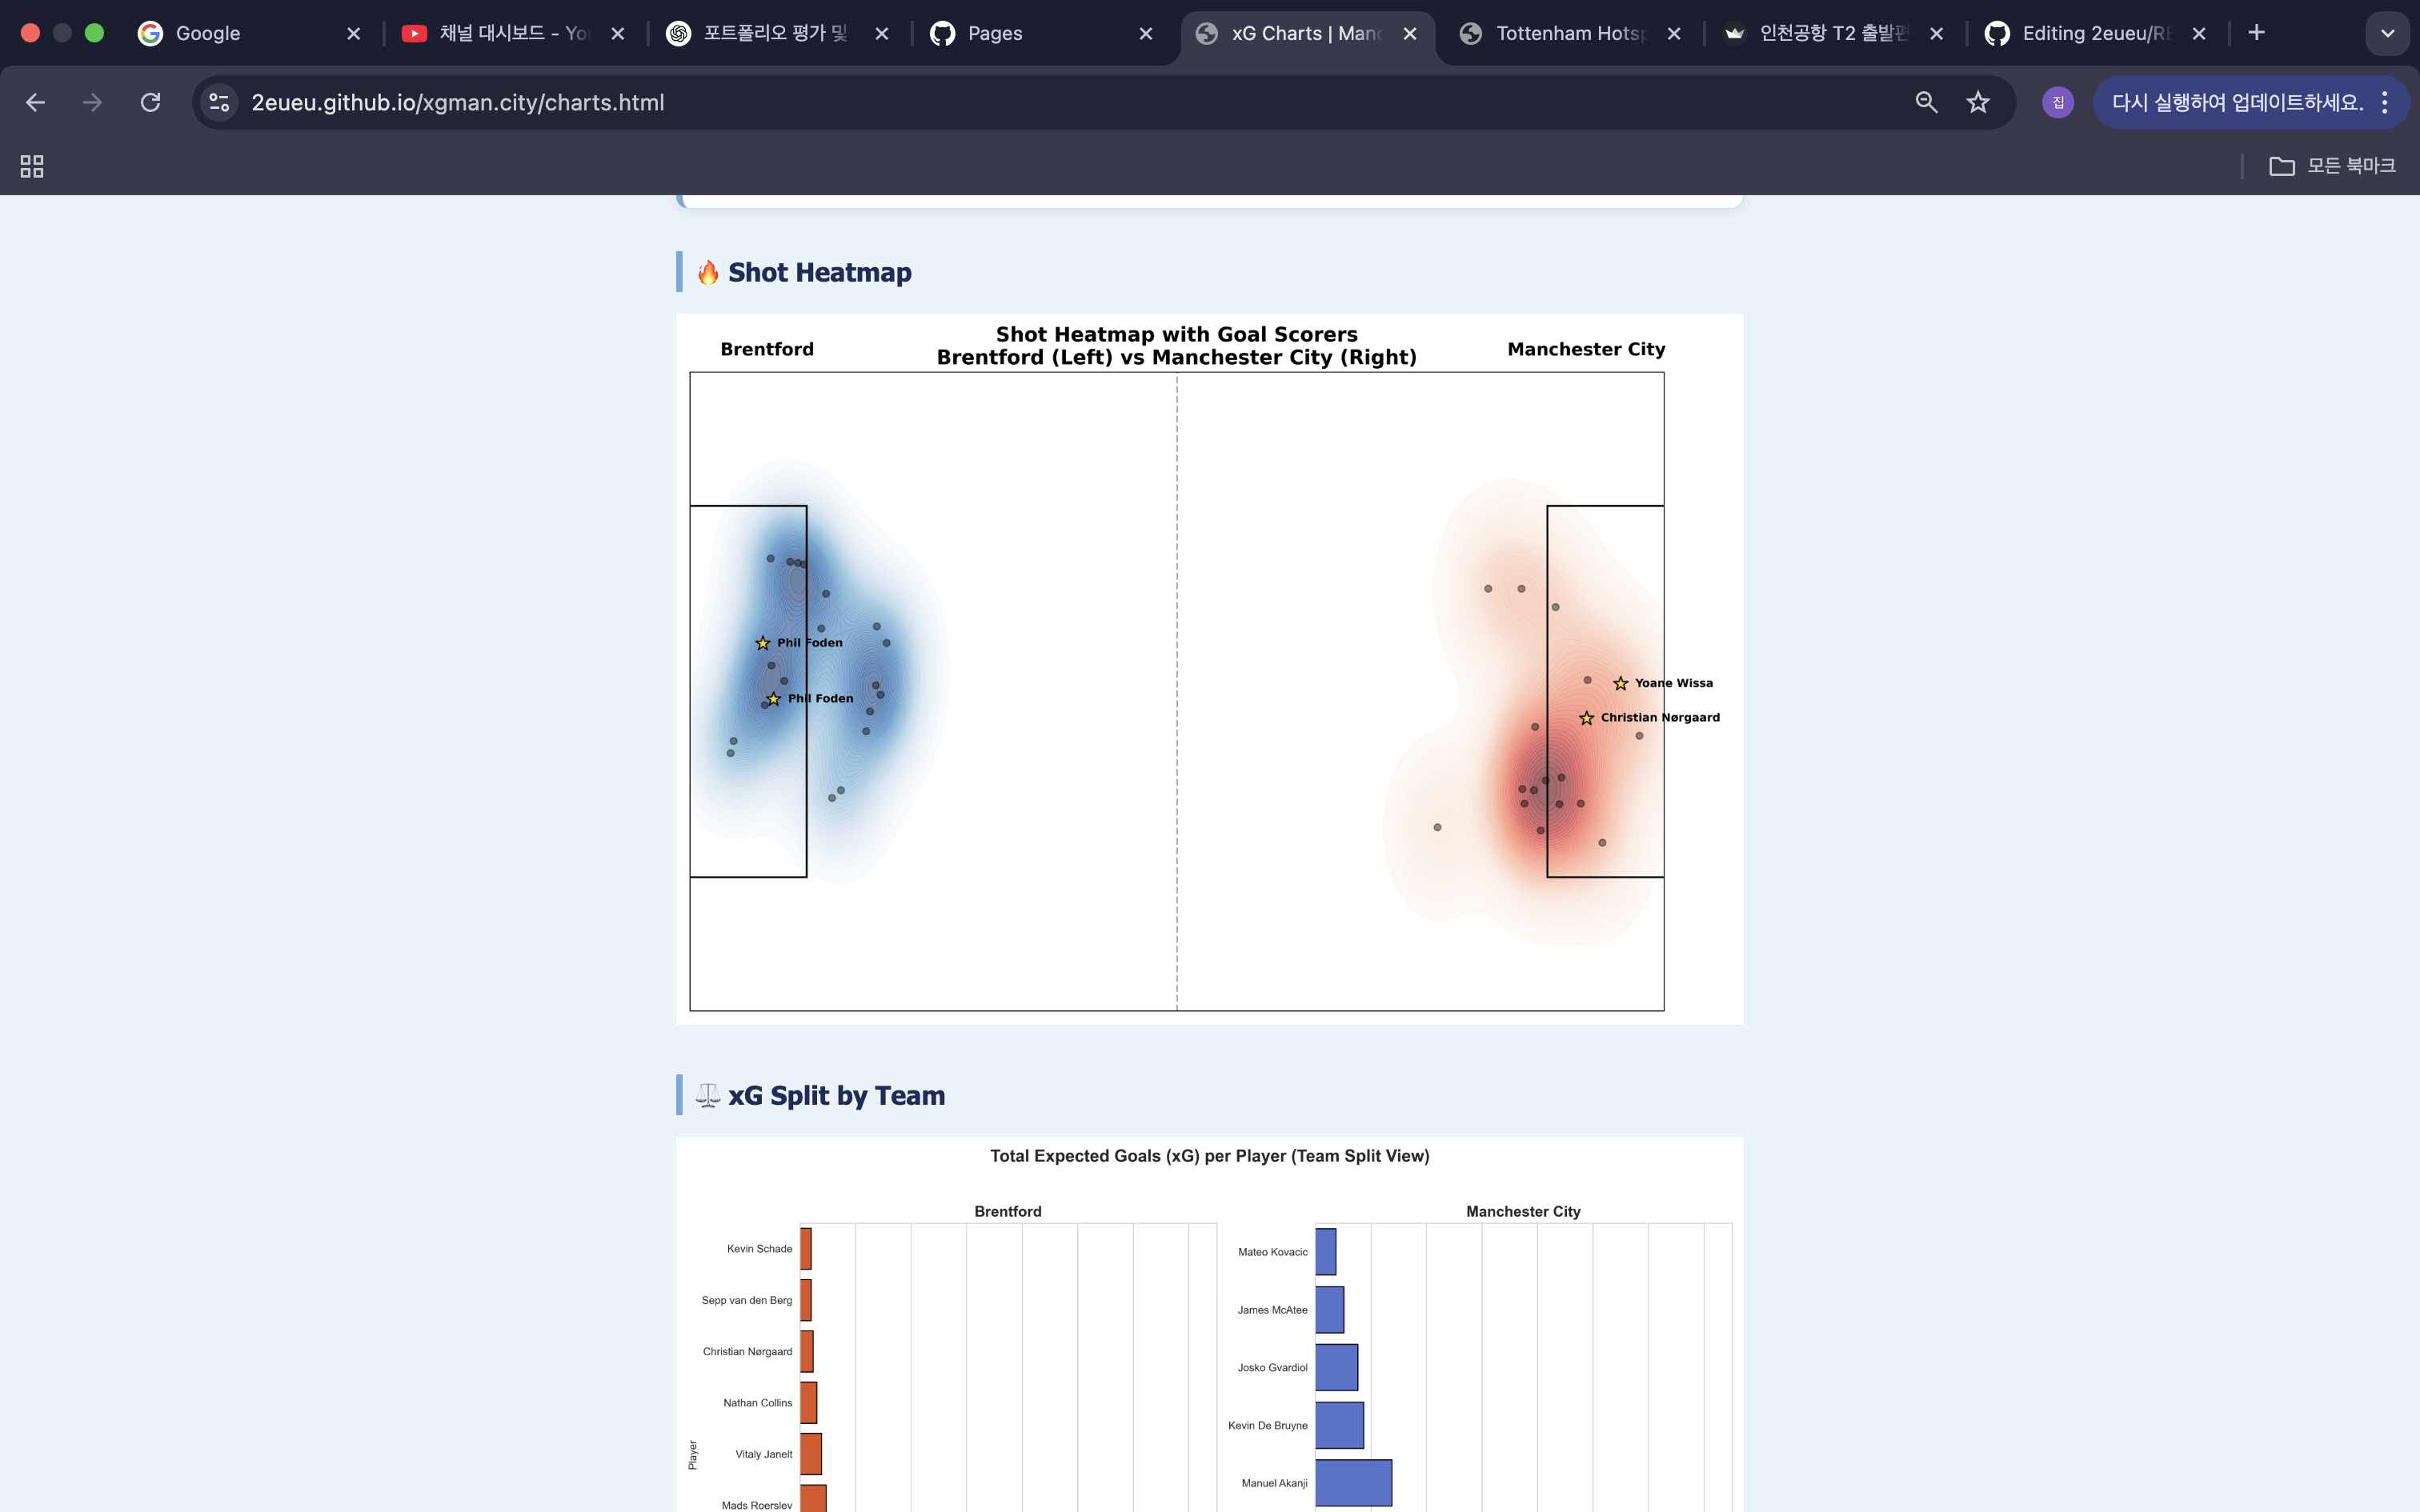 Google
채널 대시보드 - You
포트폴리오 평가 및
Pages
xG Charts | Manc
Tottenham Hotsp
인천공항 T2 출발편
Editing 2eueu/RE
2eueu.github.io/xgman.city/charts.html
집
다시 실행하여 업데이트하세요.
모든 북마크
🔥 Shot Heatmap
Shot Heatmap with Goal Scorers
Brentford
Brentford (Left) vs Manchester City (Right)
Manchester City
Phil Foden
Phil Foden
Yoane Wissa
Christian Nørgaard
⚖️ xG Split by Team
Total Expected Goals (xG) per Player (Team Split View)
Brentford
Manchester City
Kevin Schade
Sepp van den Berg
Christian Nørgaard
Nathan Collins
Vitaly Janelt
Mads Roerslev
Player
Mateo Kovacic
James McAtee
Josko Gvardiol
Kevin De Bruyne
Manuel Akanji